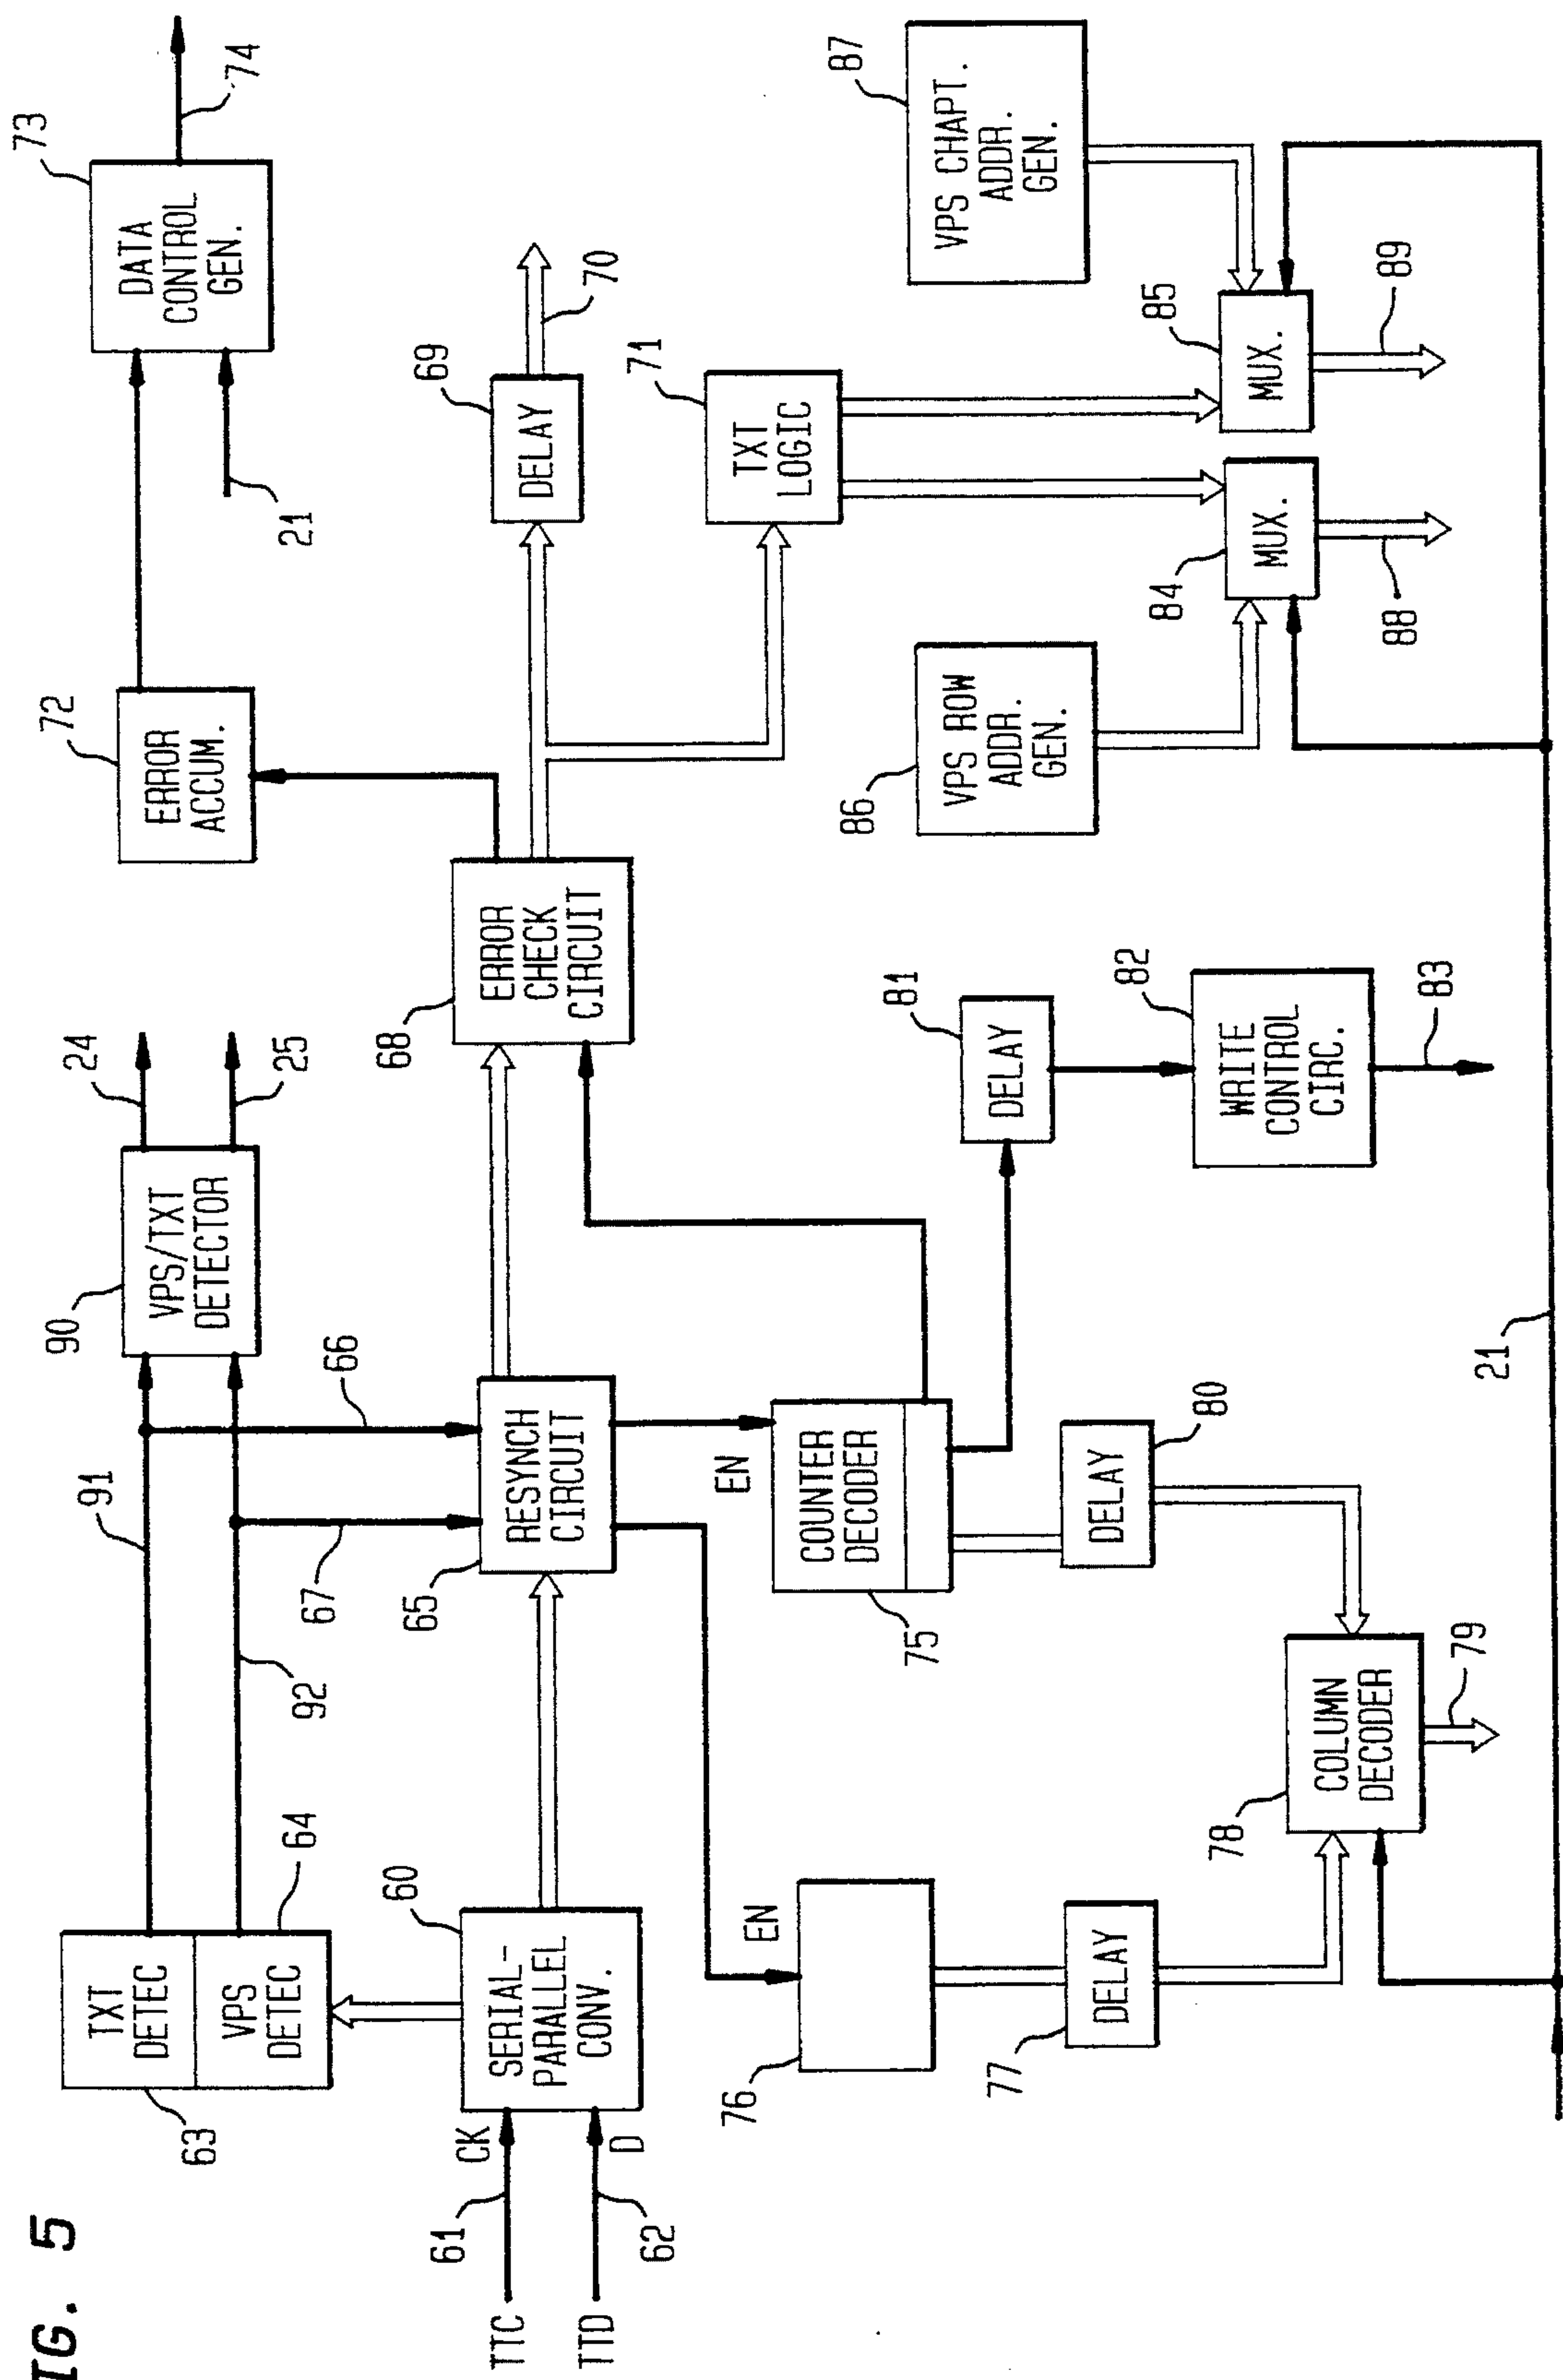 IG. 5
TXT
DETEC
63
VPS
DETEC
64
91
92
66
67
90
VPS/TXT
DETECTOR
24
25
72
ERROR
ACCUM.
21
73
DATA
CONTROL
GEN.
74
TTC
61
CK
TTD
62
D
60
SERIAL-
PARALLEL
CONV.
65
RESYNCH
CIRCUIT
68
ERROR
CHECK
CIRCUIT
69
DELAY
70
71
TXT
LOGIC
76
EN
77
DELAY
EN
COUNTER
DECODER
75
DELAY
80
78
COLUMN
DECODER
79
81
DELAY
82
WRITE
CONTROL
CIRC.
83
86
VPS ROW
ADDR.
GEN.
84
MUX.
88
87
VPS CHAPT.
ADDR.
GEN.
85
MUX.
89
21